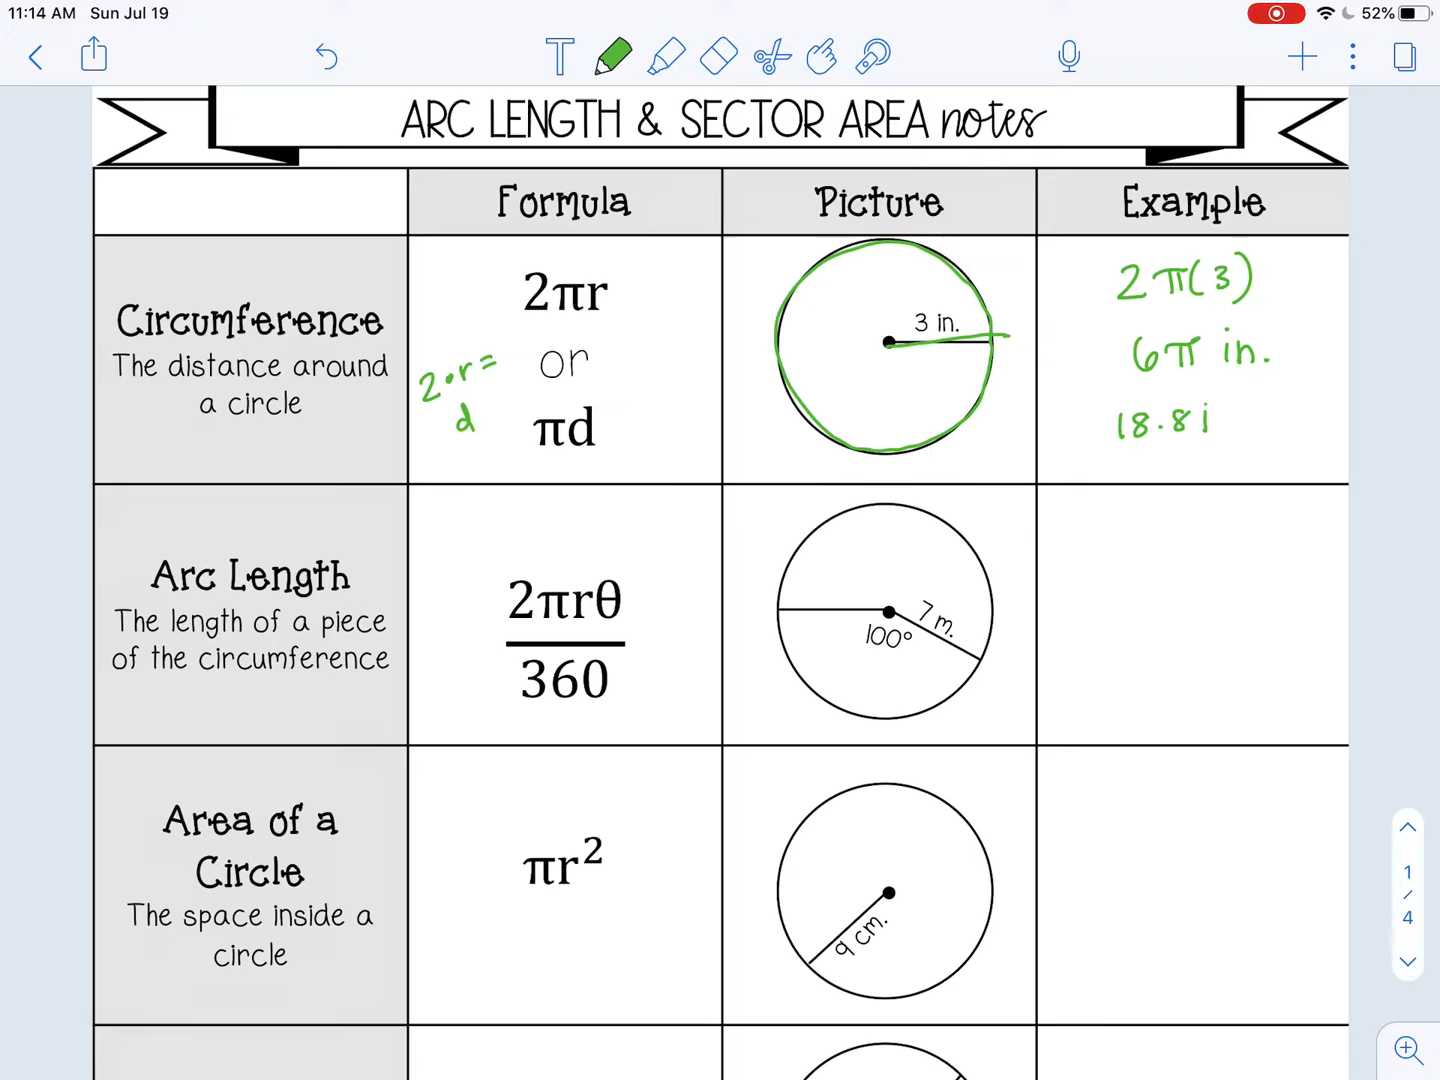 11:14 AM Sun Jul 19
52%
ARC LENGTH & SECTOR AREA notes
Formula
Picture
Example
Circumference
The distance around
a circle
2πr
or
πd
2•r=
d
3 in.
2π(3)
6π in.
18.8i
Arc Length
The length of a piece
of the circumference
2πrθ
360
7 m.
100°
Area of a
Circle
The space inside a
circle
πr²
9 cm.
1
/
4